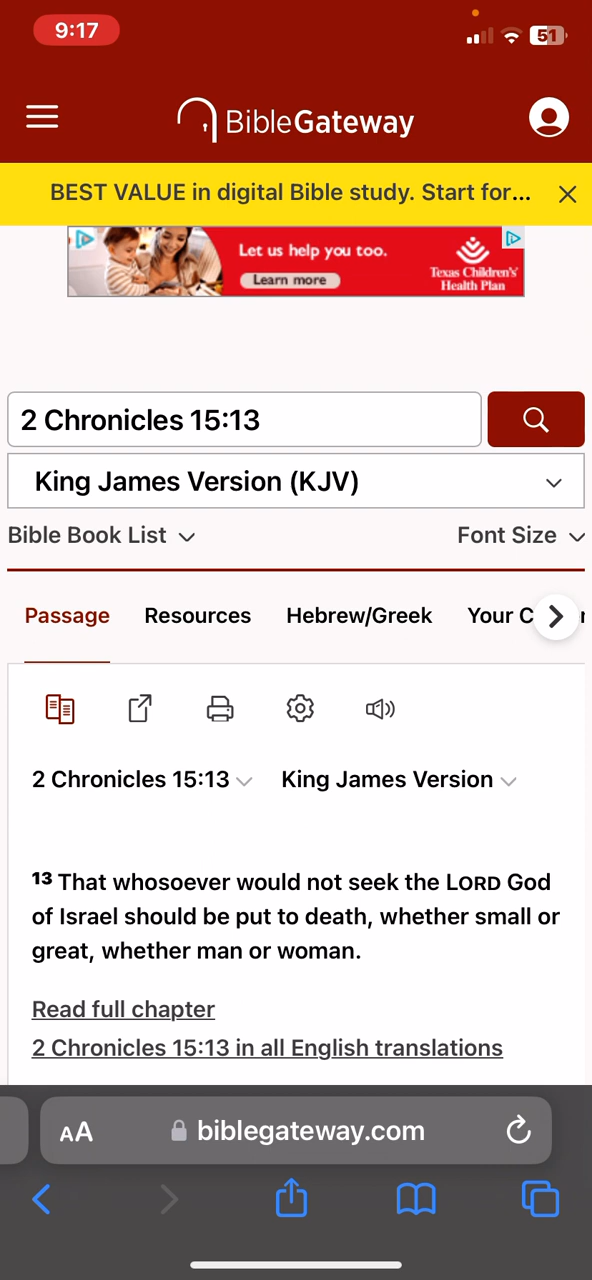 9:17
51
BibleGateway
BEST VALUE in digital Bible study. Start for...
Let us help you too.
Learn more
Texas Children's
Health Plan
2 Chronicles 15:13
King James Version (KJV)
Bible Book List
Font Size
Passage Resources Hebrew/Greek Your C
2 Chronicles 15:13 King James Version
13 That whosoever would not seek the LORD God
of Israel should be put to death, whether small or
great, whether man or woman.
Read full chapter
2 Chronicles 15:13 in all English translations
AA biblegateway.com